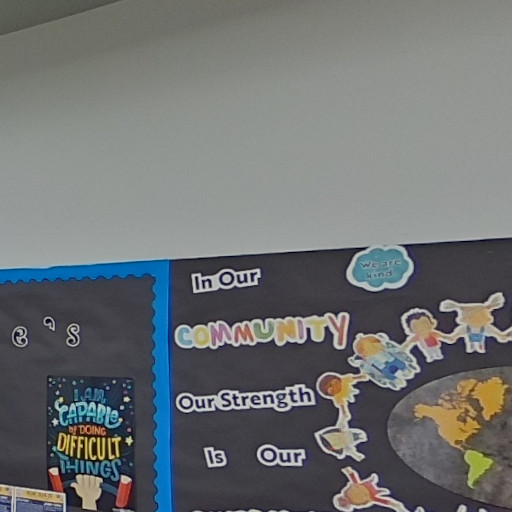 In Our
We are
kind
COMMUNITY
e's
Our Strength
I AM
CAPABLE
of DOING
DIFFICULT
THINGS
Is Our